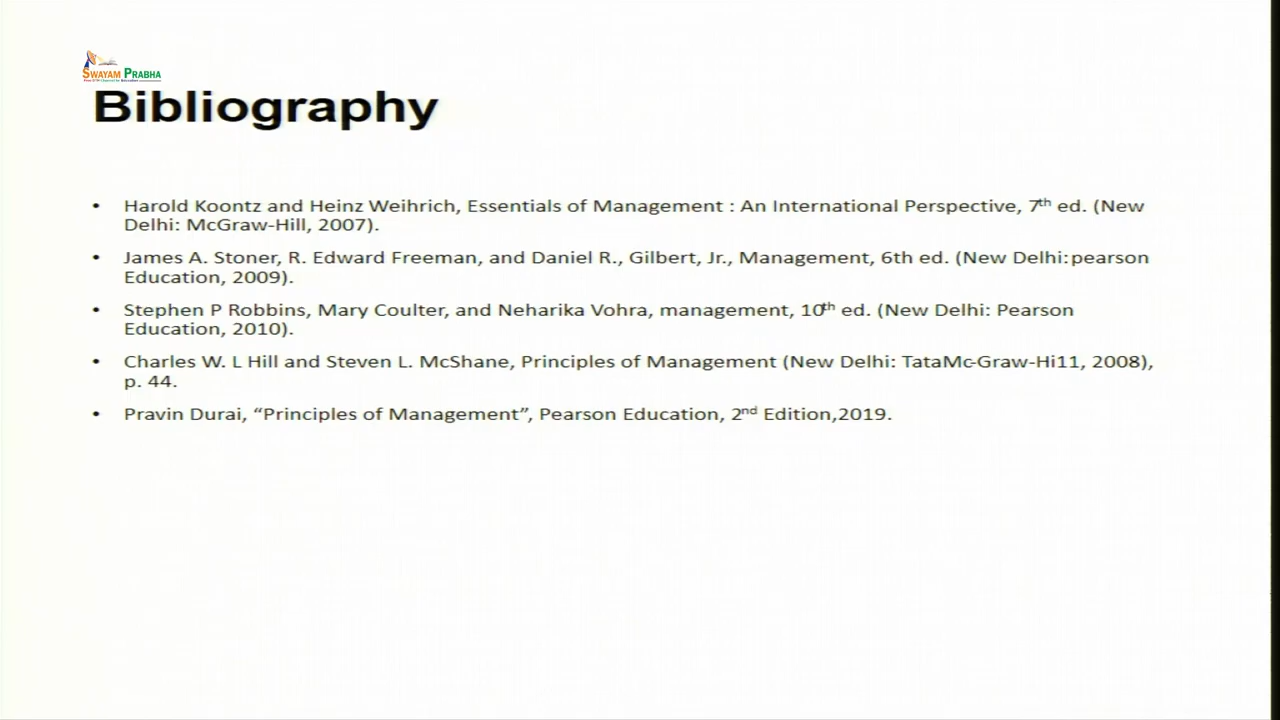 SWAYAM PRABHA
Bibliography
• Harold Koontz and Heinz Weihrich, Essentials of Management : An International Perspective, 7th ed. (New
Delhi: McGraw-Hill, 2007).
• James A. Stoner, R. Edward Freeman, and Daniel R., Gilbert, Jr., Management, 6th ed. (New Delhi:pearson
Education, 2009).
• Stephen P Robbins, Mary Coulter, and Neharika Vohra, management, 10th ed. (New Delhi: Pearson
Education, 2010).
• Charles W. L Hill and Steven L. McShane, Principles of Management (New Delhi: TataMc-Graw-Hi11, 2008),
p. 44.
• Pravin Durai, “Principles of Management”, Pearson Education, 2nd Edition,2019.